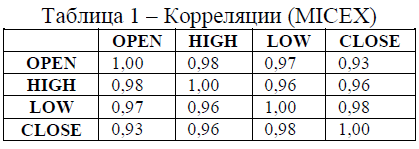 Таблица 1 – Корреляции (MICEX)
OPEN HIGH LOW CLOSE
OPEN 1,00 0,98 0,97 0,93
HIGH 0,98 1,00 0,96 0,96
LOW 0,97 0,96 1,00 0,98
CLOSE 0,93 0,96 0,98 1,00